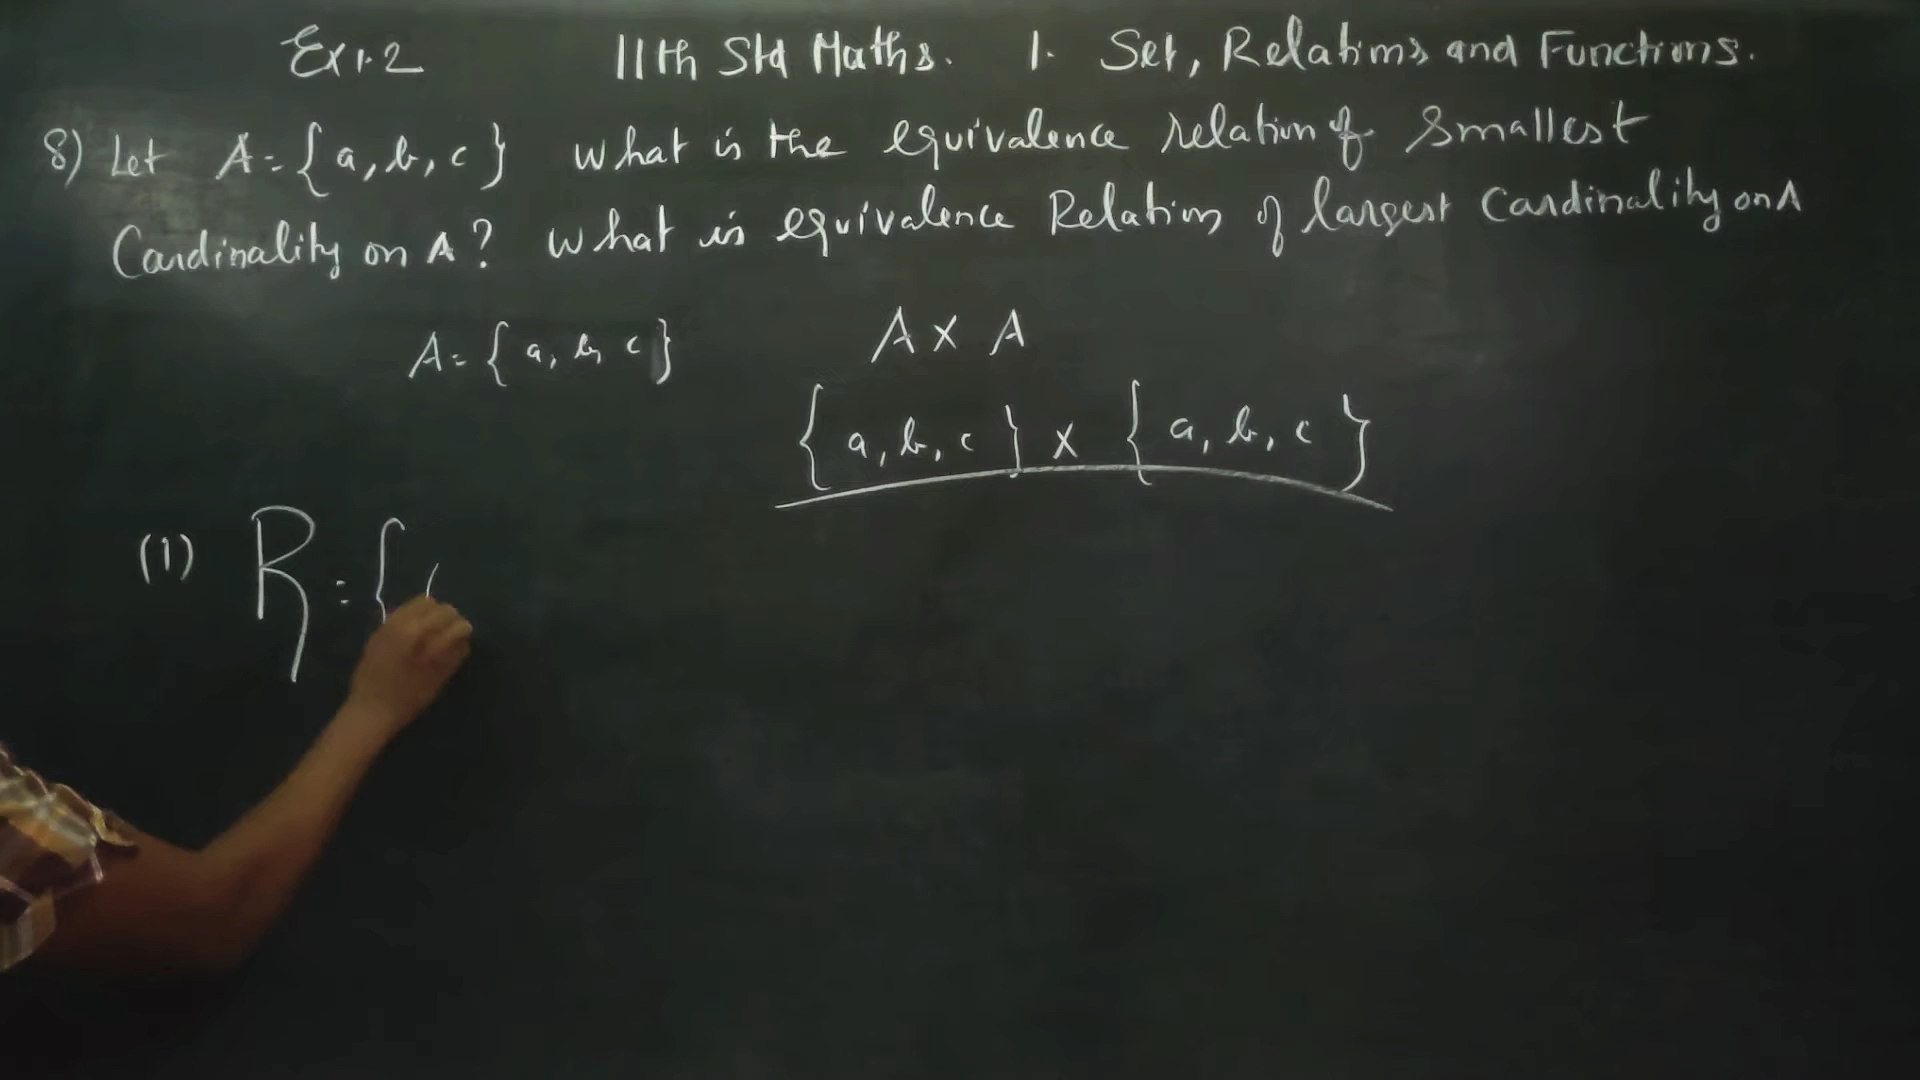 Ex 1.2 11th Std Maths. 1. Set, Relations and Functions.
8) Let A = {a, b, c} what is the equivalence relation of smallest
Cardinality on A? what is equivalence Relation of largest Cardinality on A
A = {a, b, c} A X A
{a, b, c} x {a, b, c}
(1) R = { (